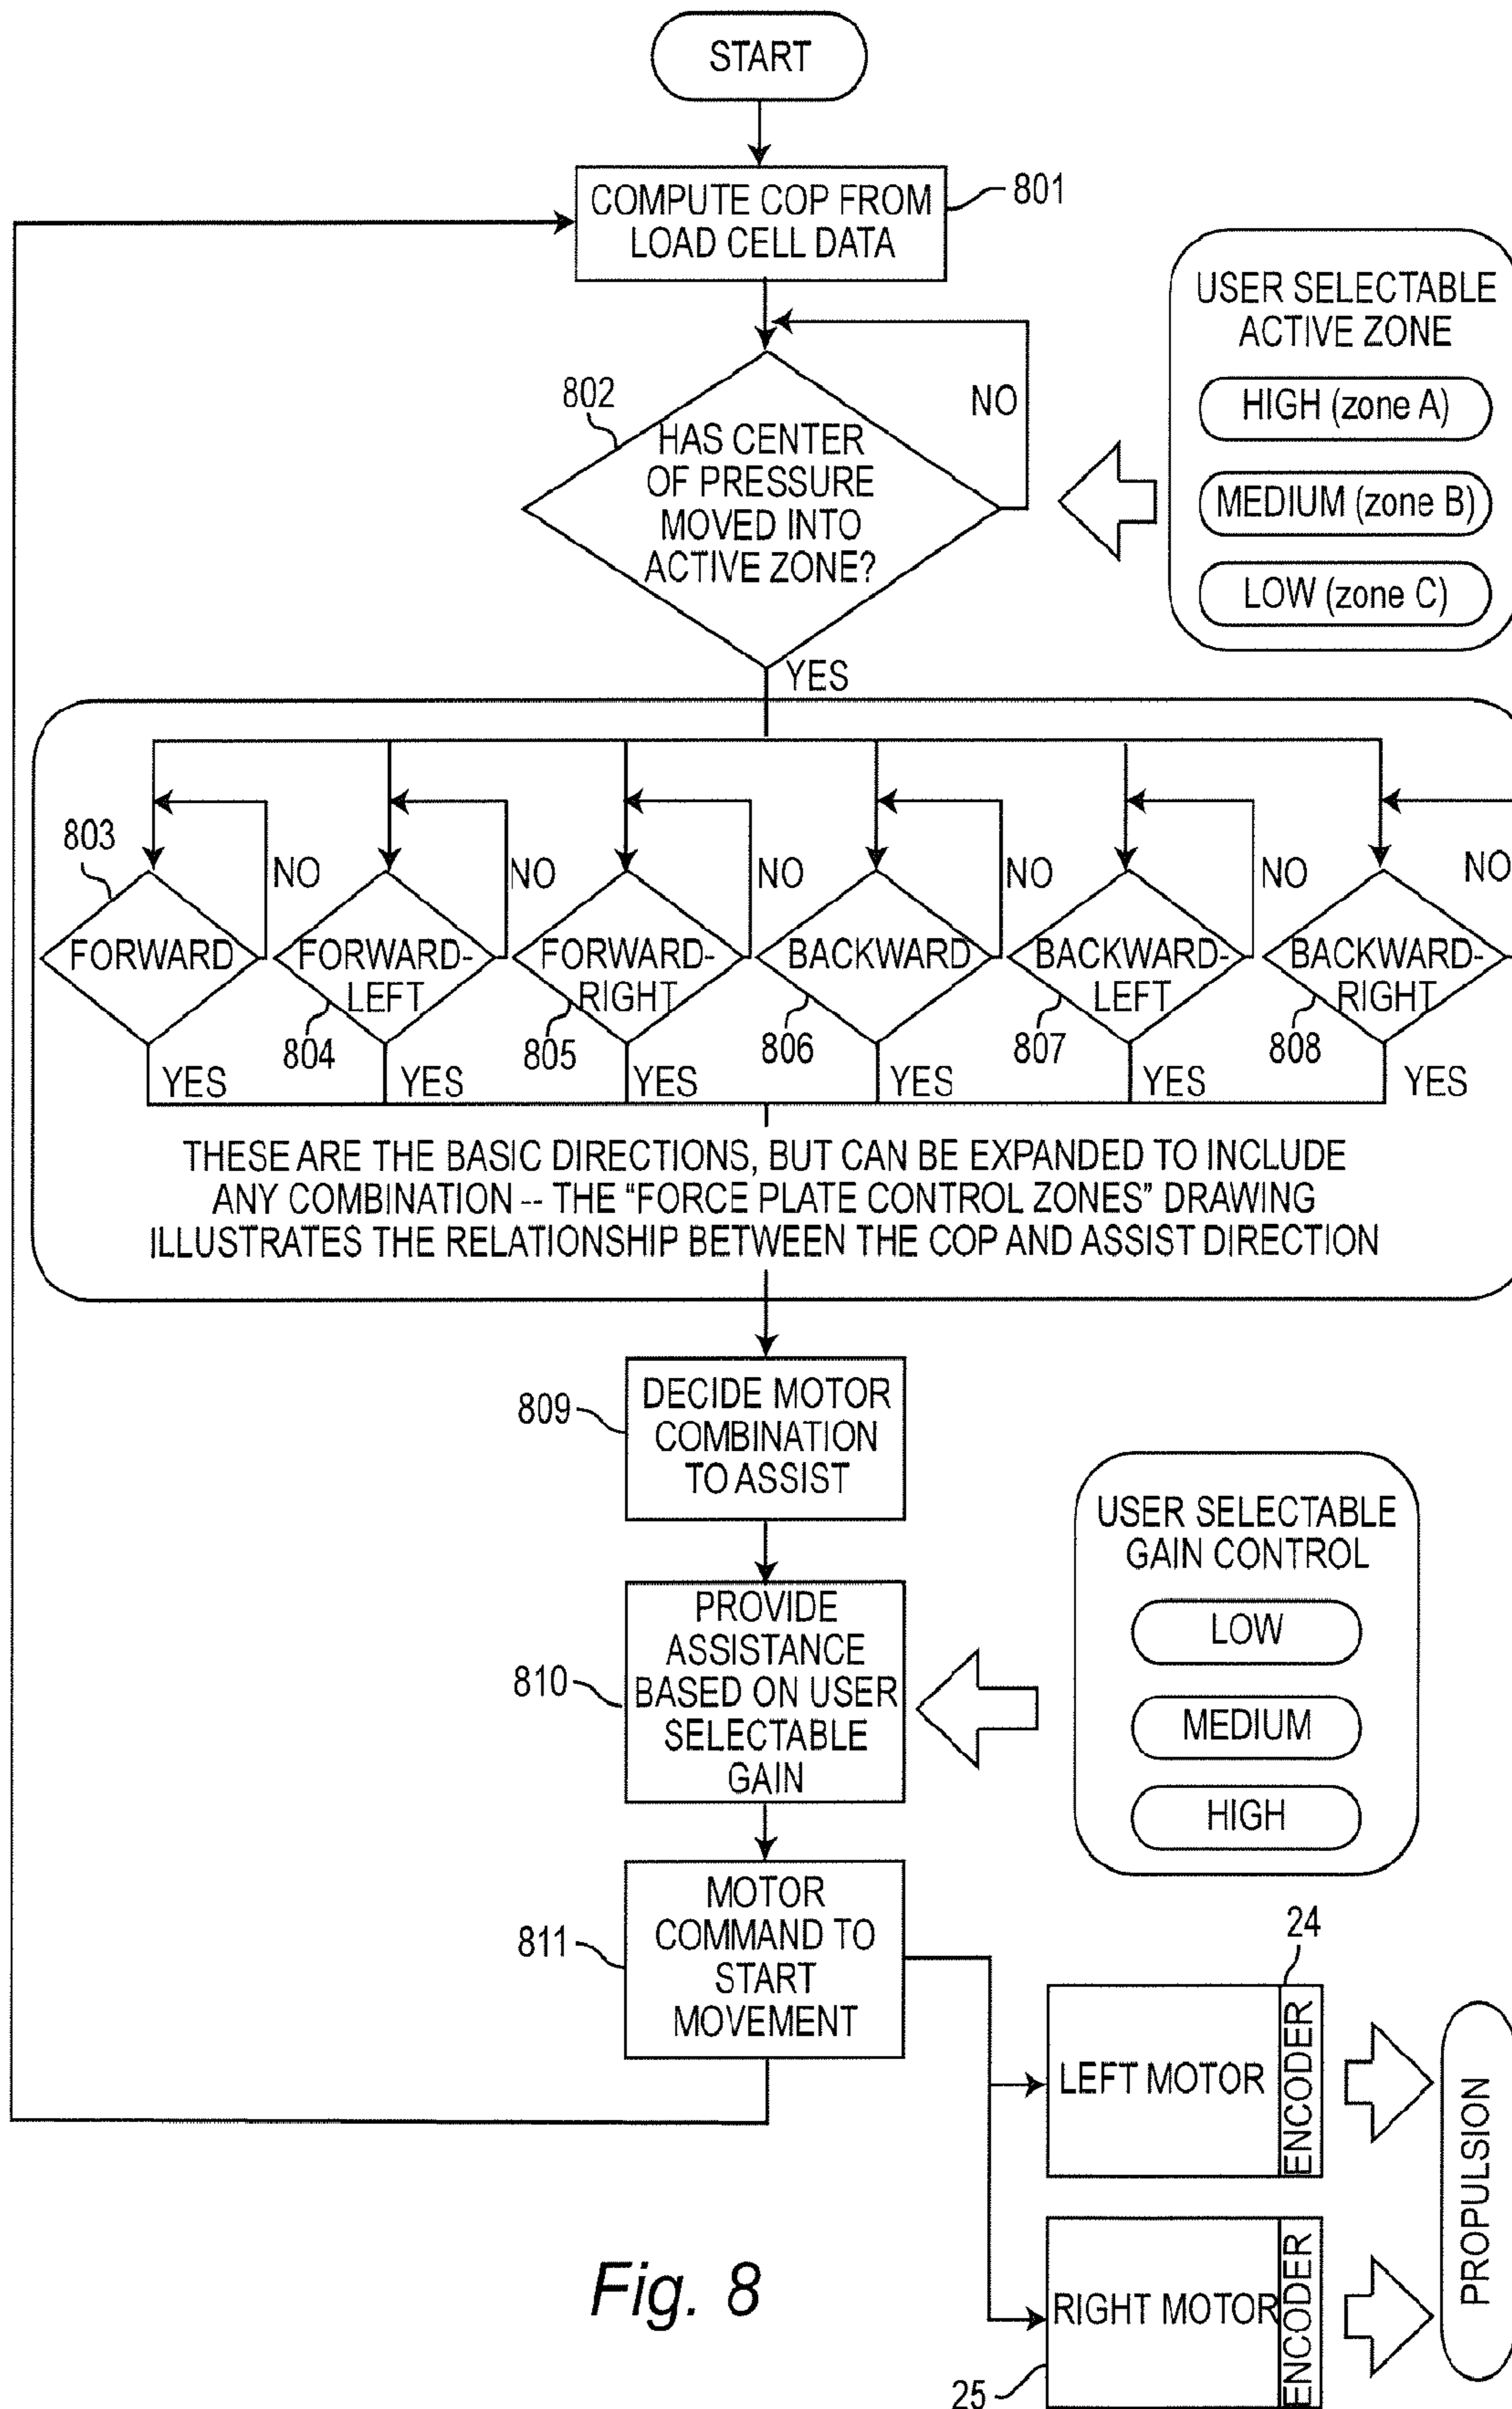 START
COMPUTE COP FROM
LOAD CELL DATA
801
USER SELECTABLE
ACTIVE ZONE
HIGH (zone A)
MEDIUM (zone B)
LOW (zone C)
802
HAS CENTER
OF PRESSURE
MOVED INTO
ACTIVE ZONE?
NO
YES
803
FORWARD
NO
YES
804
FORWARD-
LEFT
NO
YES
805
FORWARD-
RIGHT
NO
YES
806
BACKWARD
NO
YES
807
BACKWARD-
LEFT
NO
YES
808
BACKWARD-
RIGHT
NO
YES
THESE ARE THE BASIC DIRECTIONS, BUT CAN BE EXPANDED TO INCLUDE
ANY COMBINATION -- THE “FORCE PLATE CONTROL ZONES” DRAWING
ILLUSTRATES THE RELATIONSHIP BETWEEN THE COP AND ASSIST DIRECTION
809
DECIDE MOTOR
COMBINATION
TO ASSIST
USER SELECTABLE
GAIN CONTROL
LOW
MEDIUM
HIGH
810
PROVIDE
ASSISTANCE
BASED ON USER
SELECTABLE
GAIN
811
MOTOR
COMMAND TO
START
MOVEMENT
24
LEFT MOTOR
ENCODER
RIGHT MOTOR
ENCODER
25
PROPULSION
Fig. 8